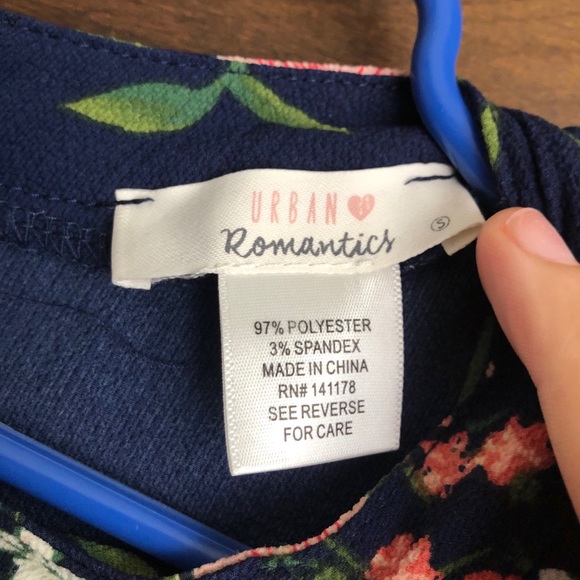 URBAN
Romantics
S
97% POLYESTER
3% SPANDEX
MADE IN CHINA
RN# 141178
SEE REVERSE
FOR CARE